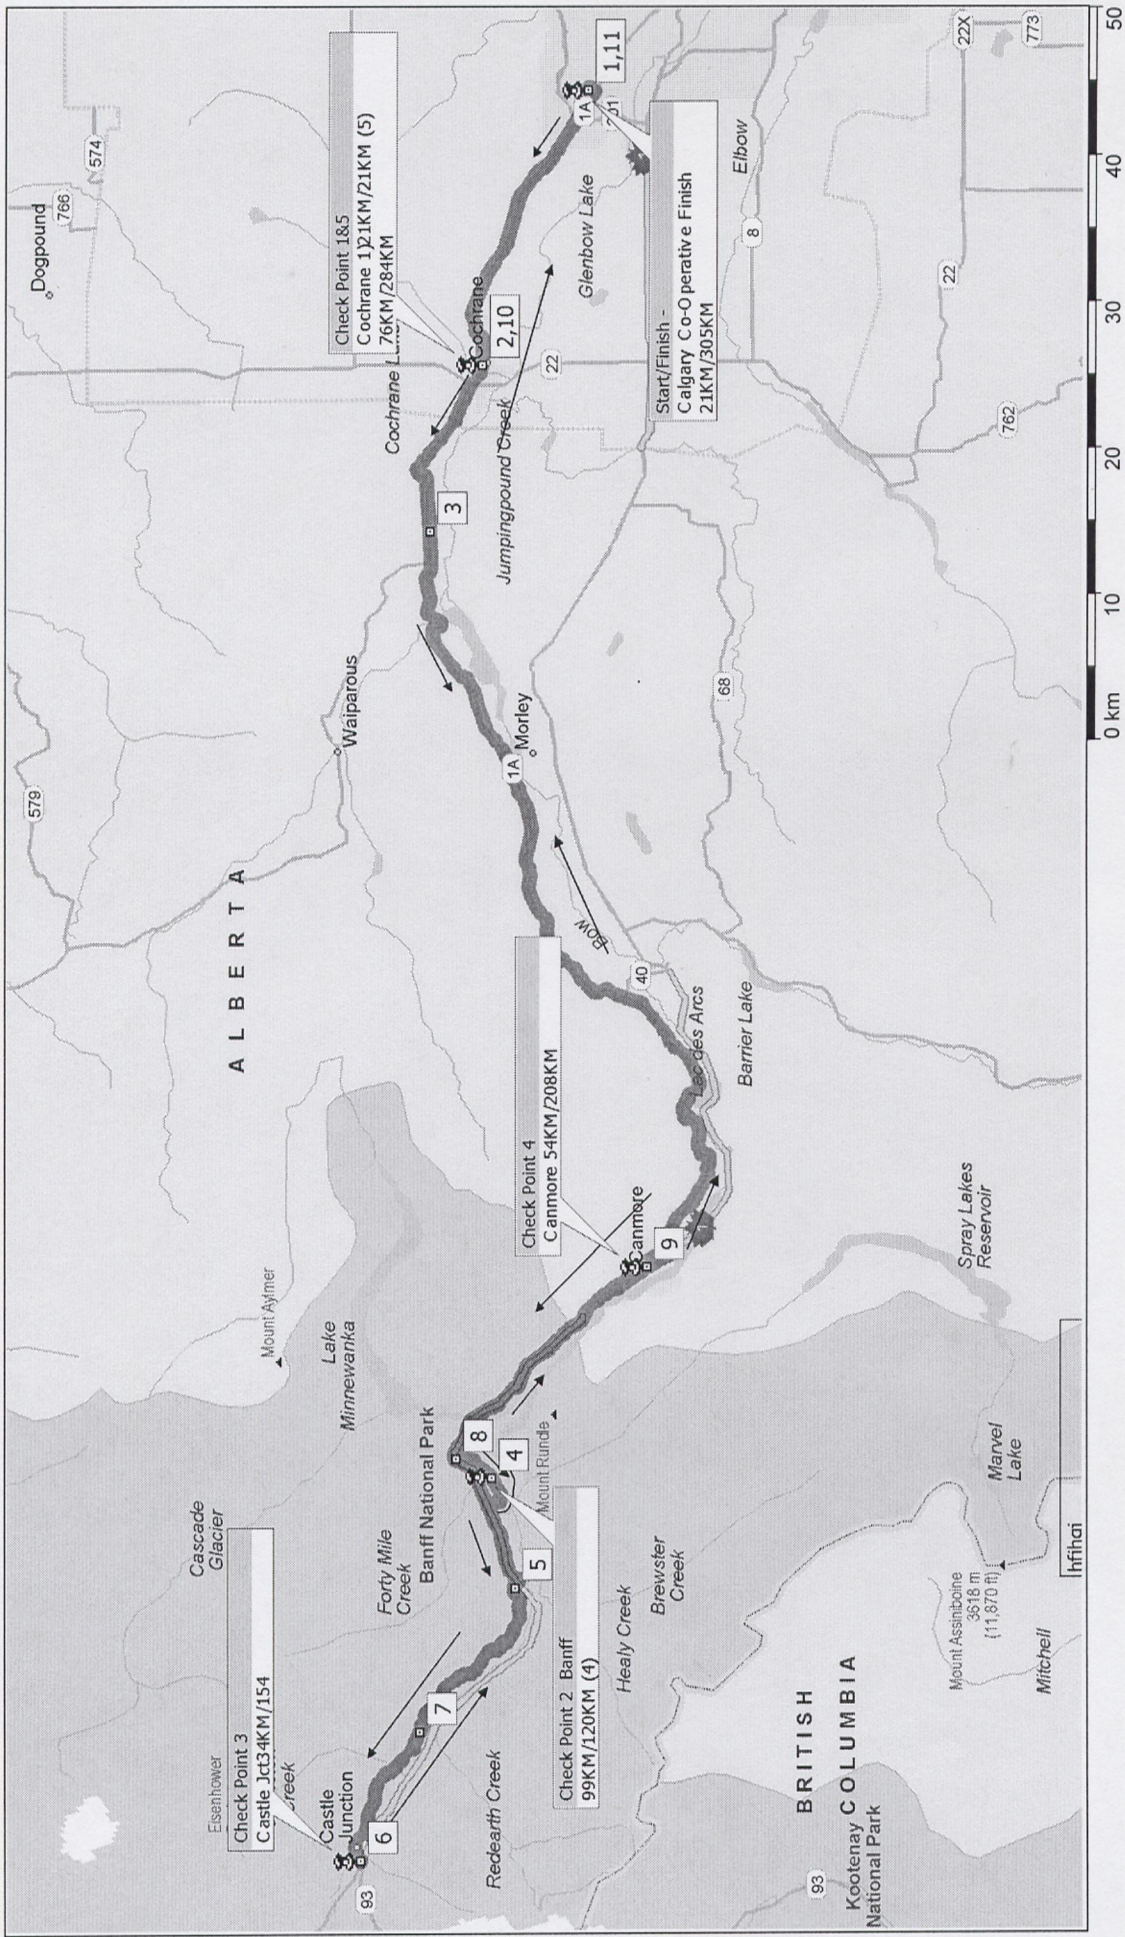 Dogpound
766
574
22X
773
579
Check Point 1&5
Cochrane 1)21KM/21KM (5)
76KM/284KM
1,11
1A
Cochrane
2,10
Glenbow Lake
Elbow
8
22
22
762
Start/Finish -
Calgary Co-Operative Finish
21KM/305KM
3
Jumpingpound Creek
Waiparous
1A
Morley
68
ALBERTA
Bow
40
Lac des Arcs
Barrier Lake
Check Point 4
Canmore 54KM/208KM
Canmore
9
Spray Lakes
Reservoir
Mount Aylmer
Lake
Minnewanka
Banff National Park
8
4
Mount Rundle
Marvel
Lake
Cascade
Glacier
Forty Mile
Creek
5
Brewster
Creek
Healy Creek
Mount Assiniboine
3618 m
(11,870 ft)
Mitchell
hfihai
Check Point 3
Castle Jct34KM/154
Eisenhower
Castle
Junction
6
7
93
Redearth Creek
Check Point 2 Banff
99KM/120KM (4)
BRITISH
COLUMBIA
93
Kootenay
National Park
0 km
10
20
30
40
50